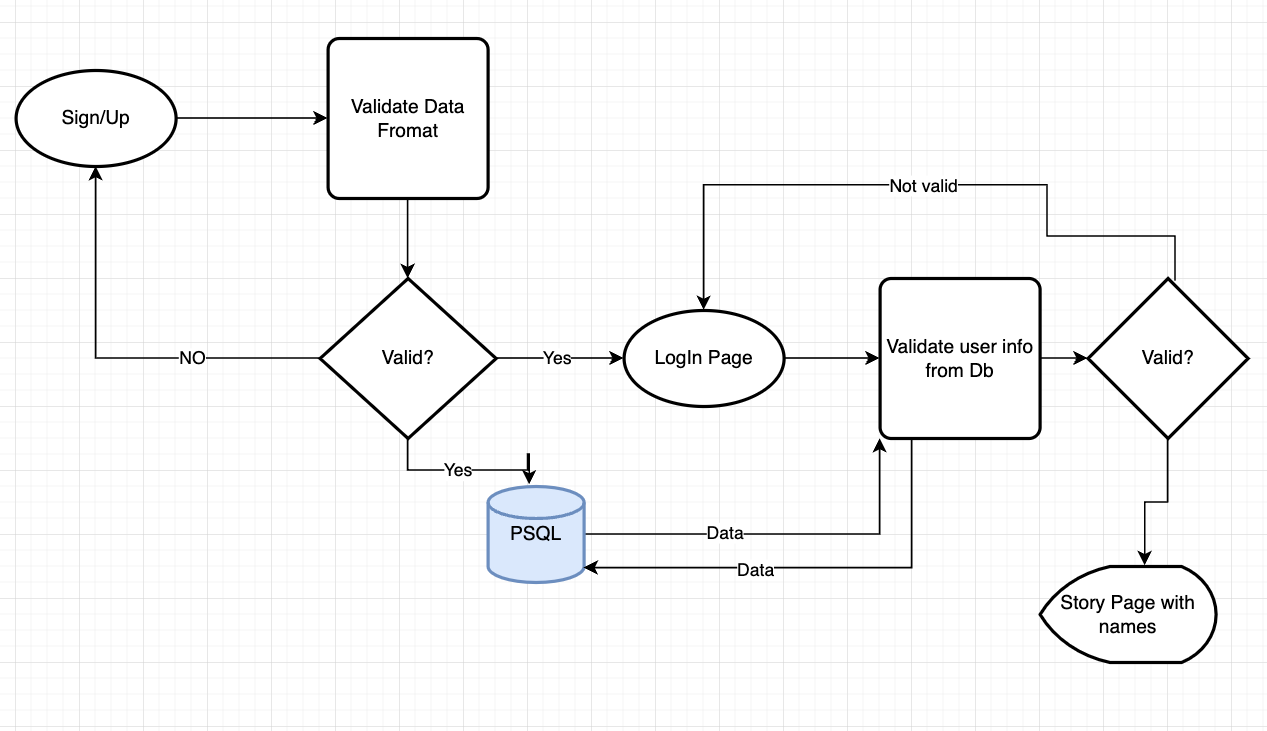 Sign/Up
Validate Data
Fromat
Not valid
NO
Valid?
Yes
LogIn Page
Validate user info
from Db
Valid?
Yes
PSQL
Data
Data
Story Page with
names